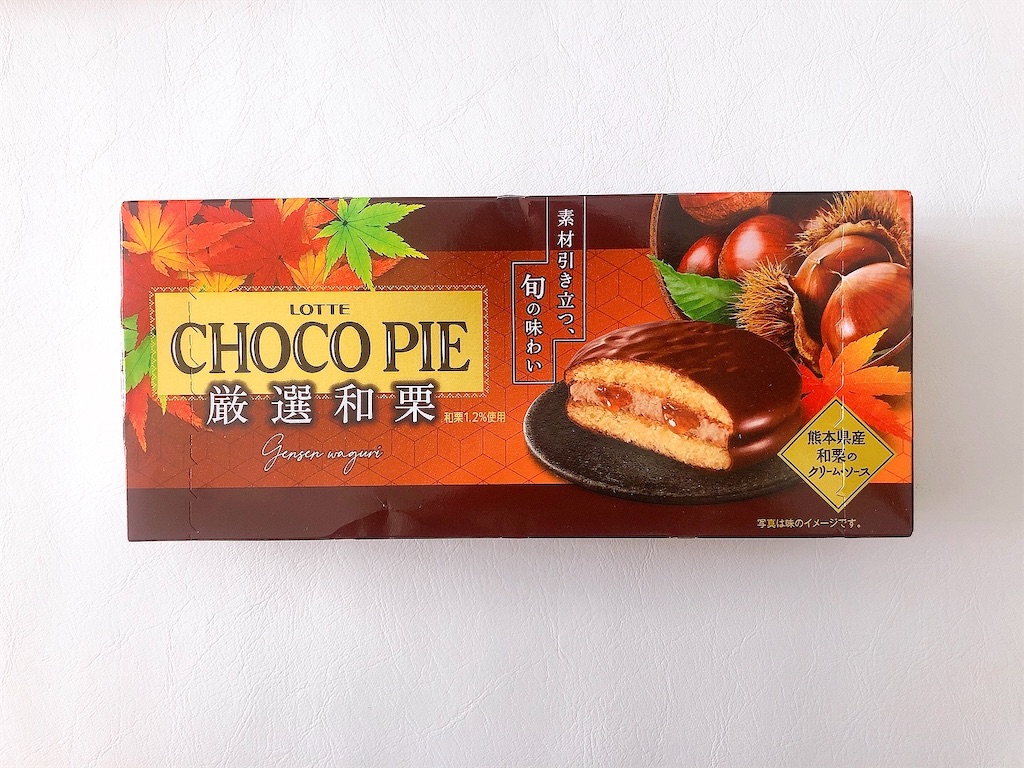 LOTTE
CHOCO PIE
厳選和栗
和栗1.2%使用
Gensen waguri
素材引き立つ、
旬の味わい
熊本県産
和栗の
クリーム・ソース
写真は味のイメージです。